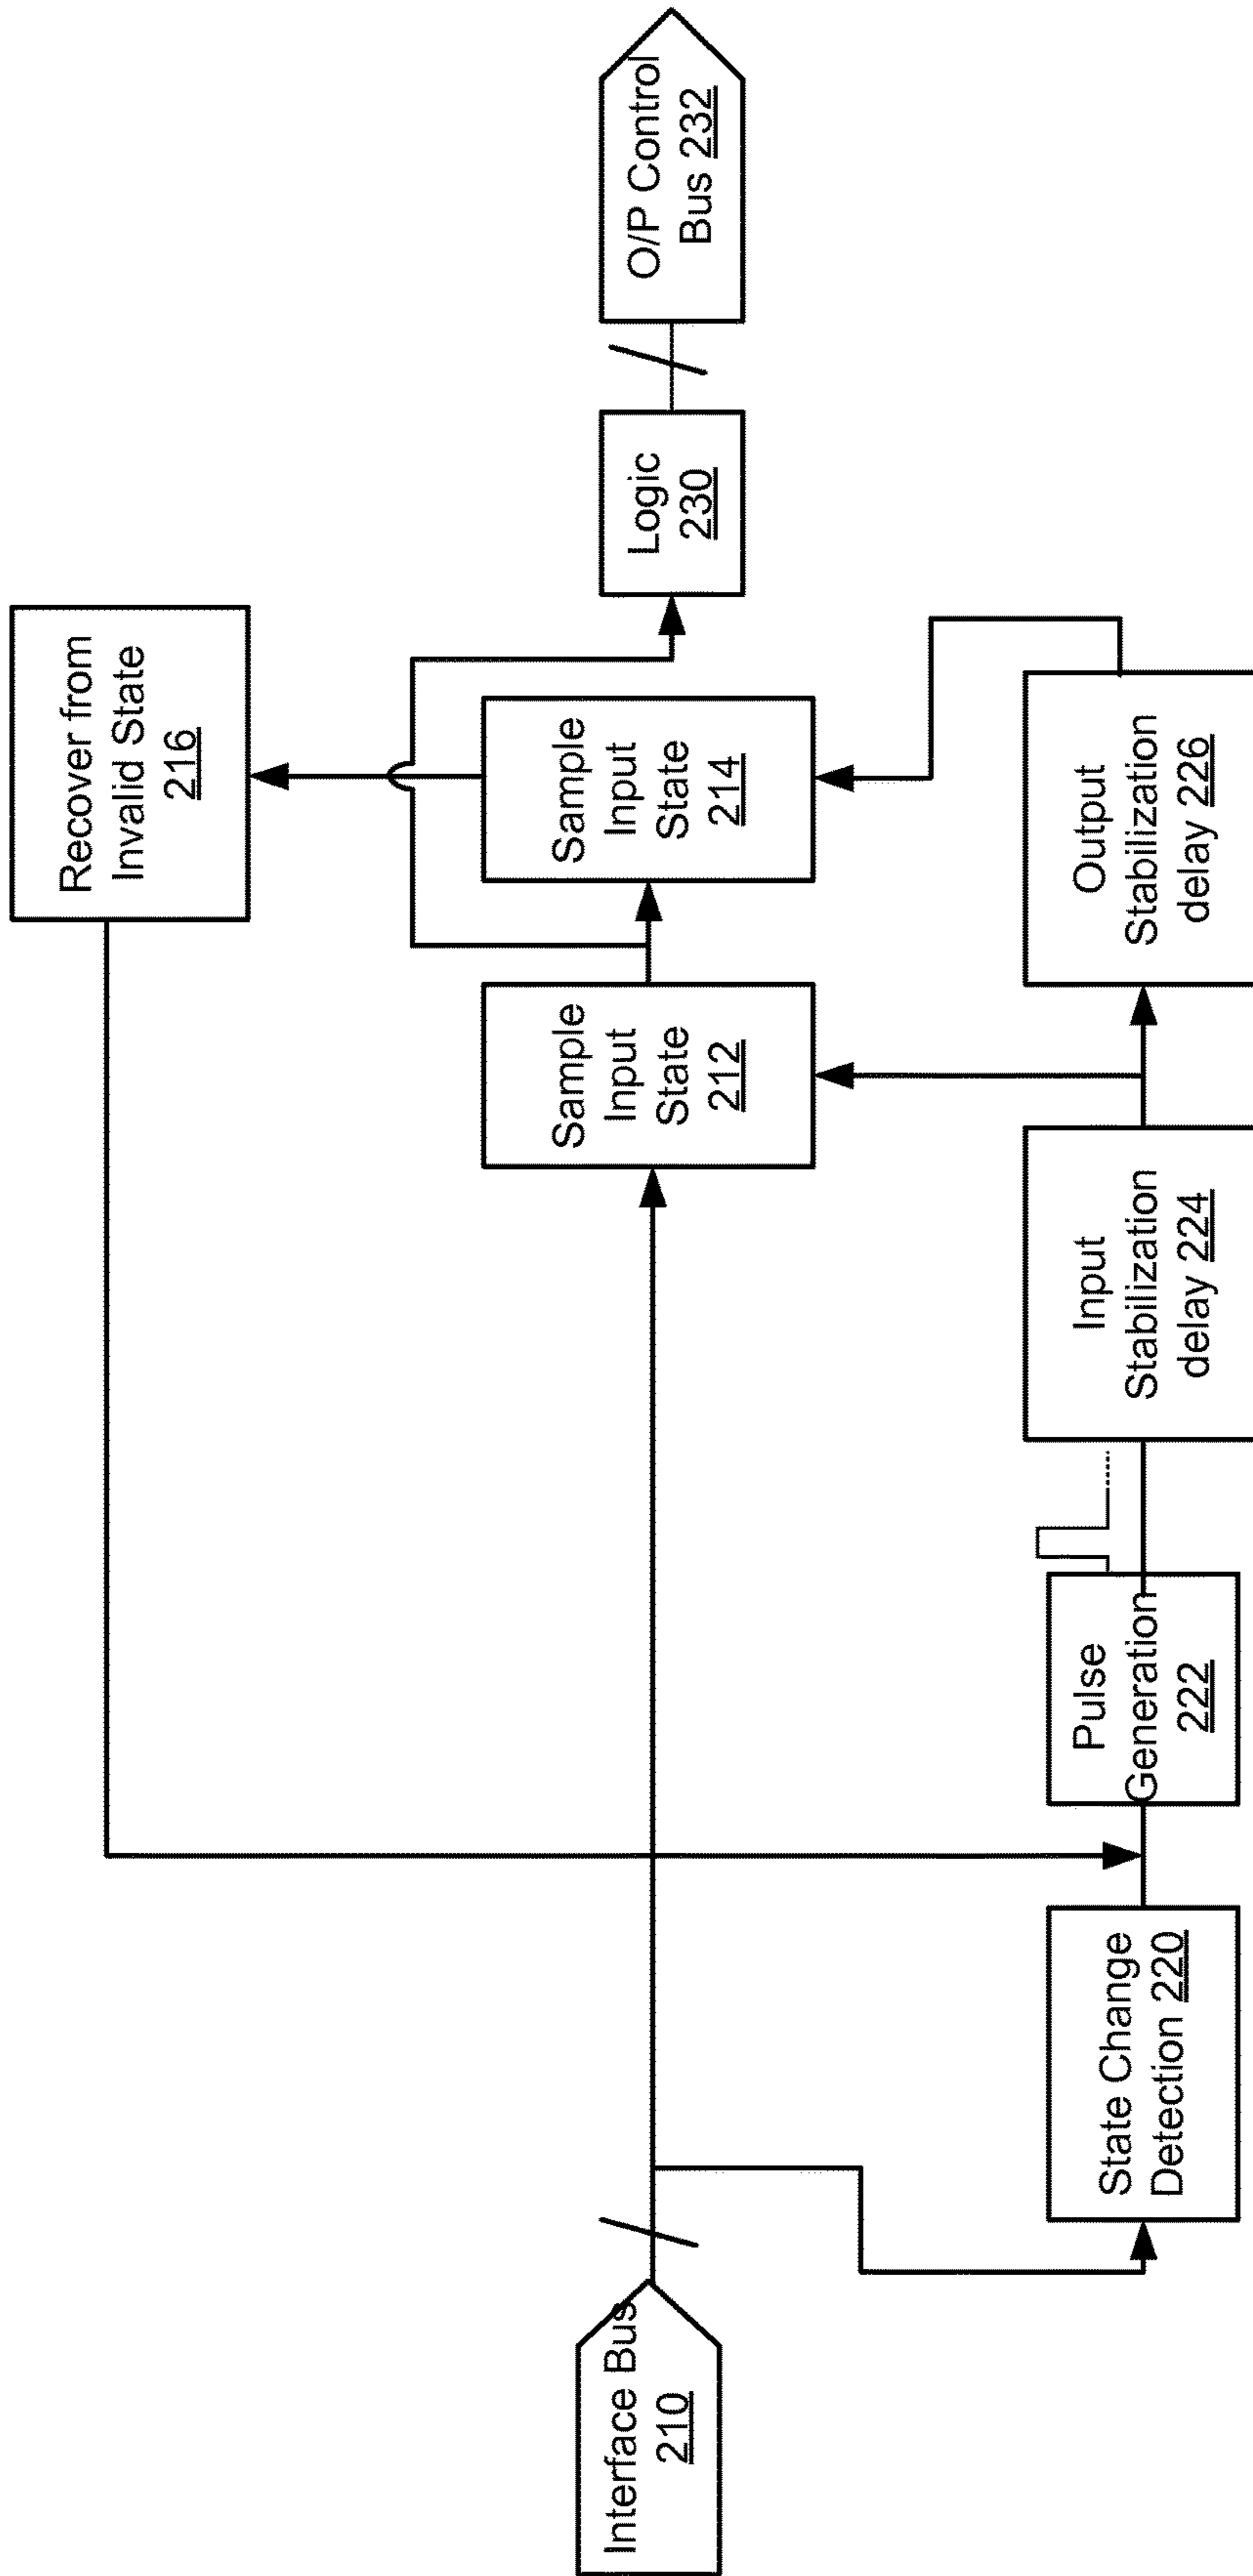 Recover from
Invalid State
216
Interface Bus
210
Sample
Input
State
212
Sample
Input
State
214
Logic
230
O/P Control
Bus 232
State Change
Detection 220
Pulse
Generation
222
Input
Stabilization
delay 224
Output
Stabilization
delay 226